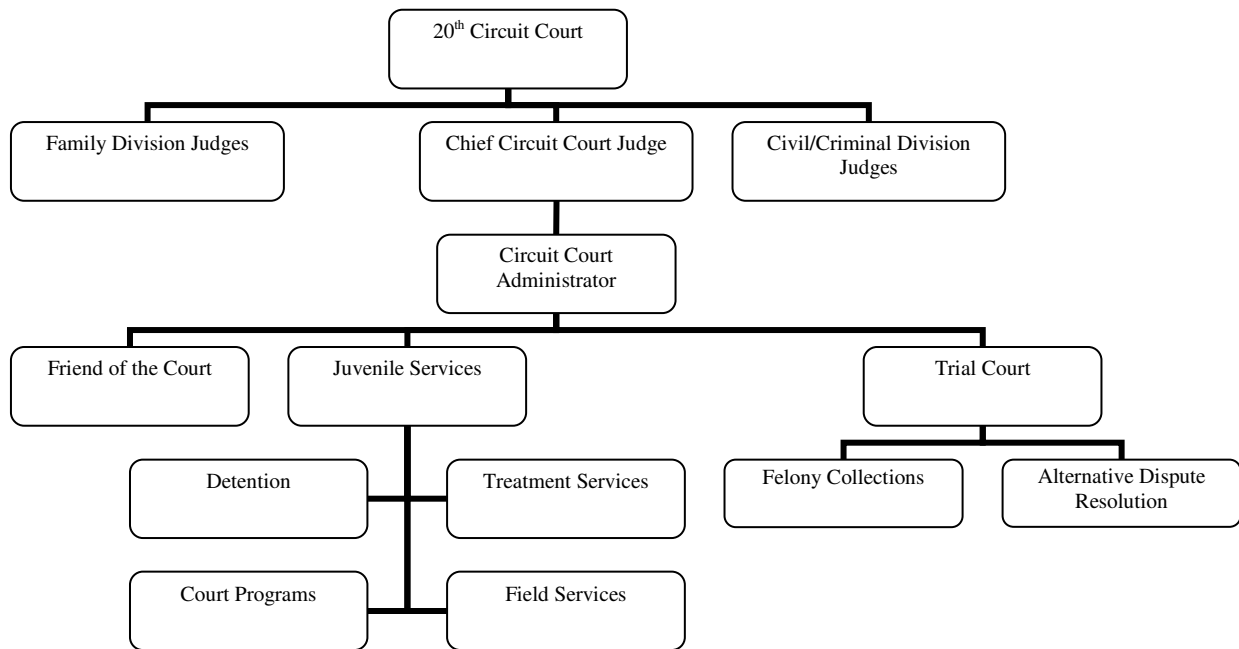 20th Circuit Court
Family Division Judges
Chief Circuit Court Judge
Civil/Criminal Division
Judges
Circuit Court
Administrator
Friend of the Court
Juvenile Services
Trial Court
Detention
Treatment Services
Felony Collections
Alternative Dispute
Resolution
Court Programs
Field Services